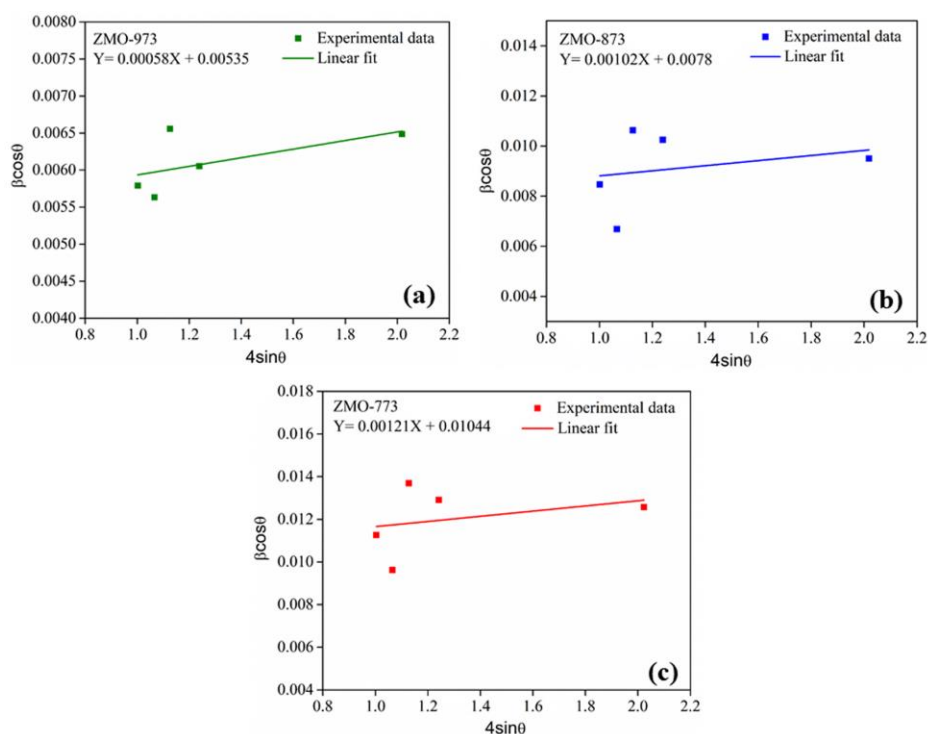 0.0080
0.0075
0.0070
0.0065
0.0060
0.0055
0.0050
0.0045
0.0040
βcosθ
ZMO-973
Y= 0.00058X + 0.00535
Experimental data
Linear fit
(a)
0.8 1.0 1.2 1.4 1.6 1.8 2.0 2.2
4sinθ
0.014
0.012
0.010
0.008
0.006
0.004
βcosθ
ZMO-873
Y= 0.00102X + 0.0078
Experimental data
Linear fit
(b)
0.8 1.0 1.2 1.4 1.6 1.8 2.0 2.2
4sinθ
0.018
0.016
0.014
0.012
0.010
0.008
0.006
0.004
βcosθ
ZMO-773
Y= 0.00121X + 0.01044
Experimental data
Linear fit
(c)
0.8 1.0 1.2 1.4 1.6 1.8 2.0 2.2
4sinθ